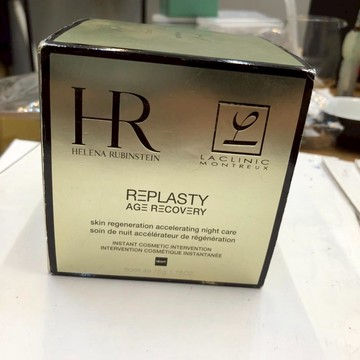 HR
HELENA RUBINSTEIN
LACLINIC
MONTREUX
REPLASTY
AGE RECOVERY
skin regeneration accelerating night care
soin de nuit accélérateur de régénération
INSTANT COSMETIC INTERVENTION
INTERVENTION COSMÉTIQUE INSTANTANÉE